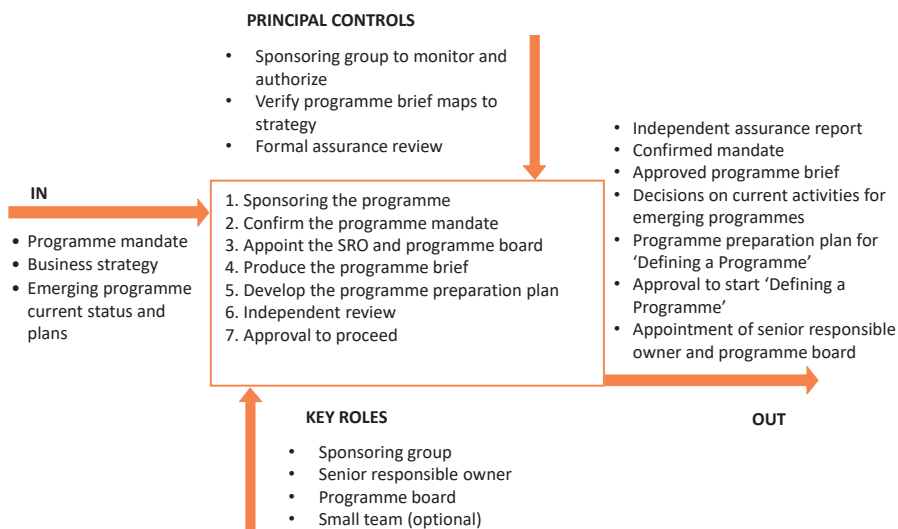 PRINCIPAL CONTROLS
• Sponsoring group to monitor and
authorize
• Verify programme brief maps to
strategy
• Formal assurance review
IN
• Programme mandate
• Business strategy
• Emerging programme
current status and
plans
1. Sponsoring the programme
2. Confirm the programme mandate
3. Appoint the SRO and programme board
4. Produce the programme brief
5. Develop the programme preparation plan
6. Independent review
7. Approval to proceed
• Independent assurance report
• Confirmed mandate
• Approved programme brief
• Decisions on current activities for
emerging programmes
• Programme preparation plan for
‘Defining a Programme’
• Approval to start ‘Defining a
Programme’
• Appointment of senior responsible
owner and programme board
OUT
KEY ROLES
• Sponsoring group
• Senior responsible owner
• Programme board
• Small team (optional)